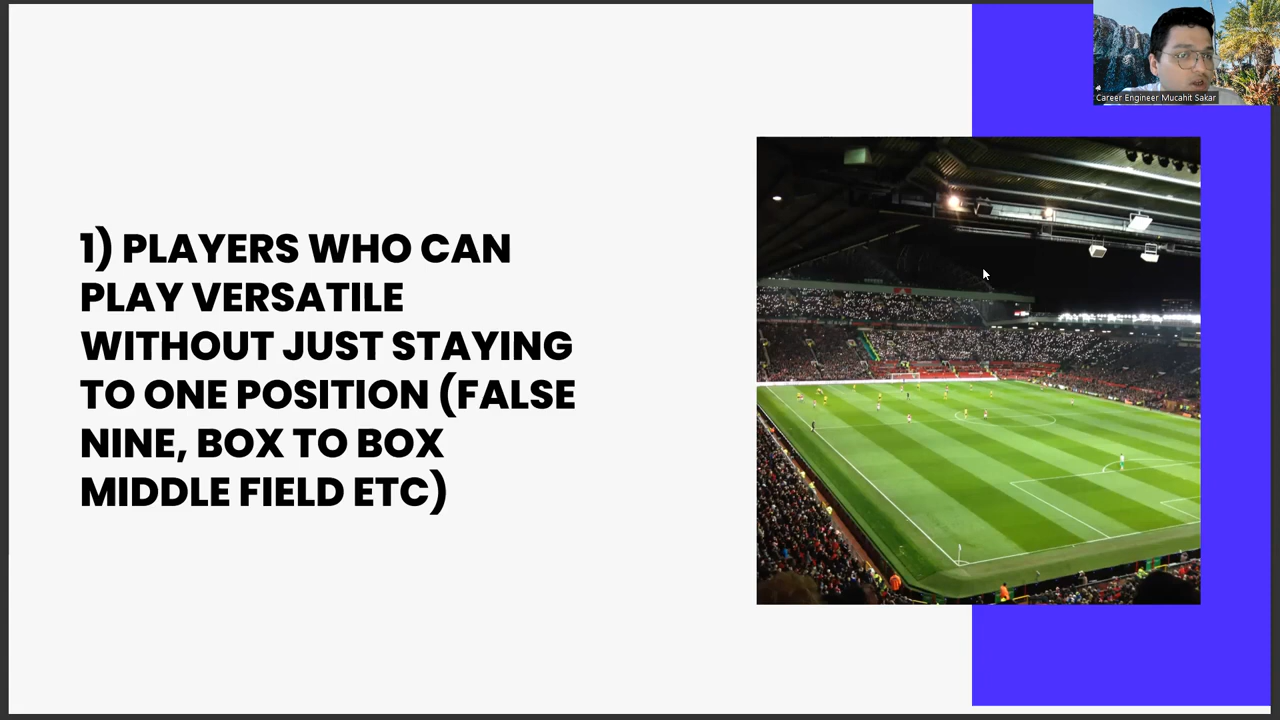 Career Engineer Mucahit Sakar
1) PLAYERS WHO CAN
PLAY VERSATILE
WITHOUT JUST STAYING
TO ONE POSITION (FALSE
NINE, BOX TO BOX
MIDDLE FIELD ETC)